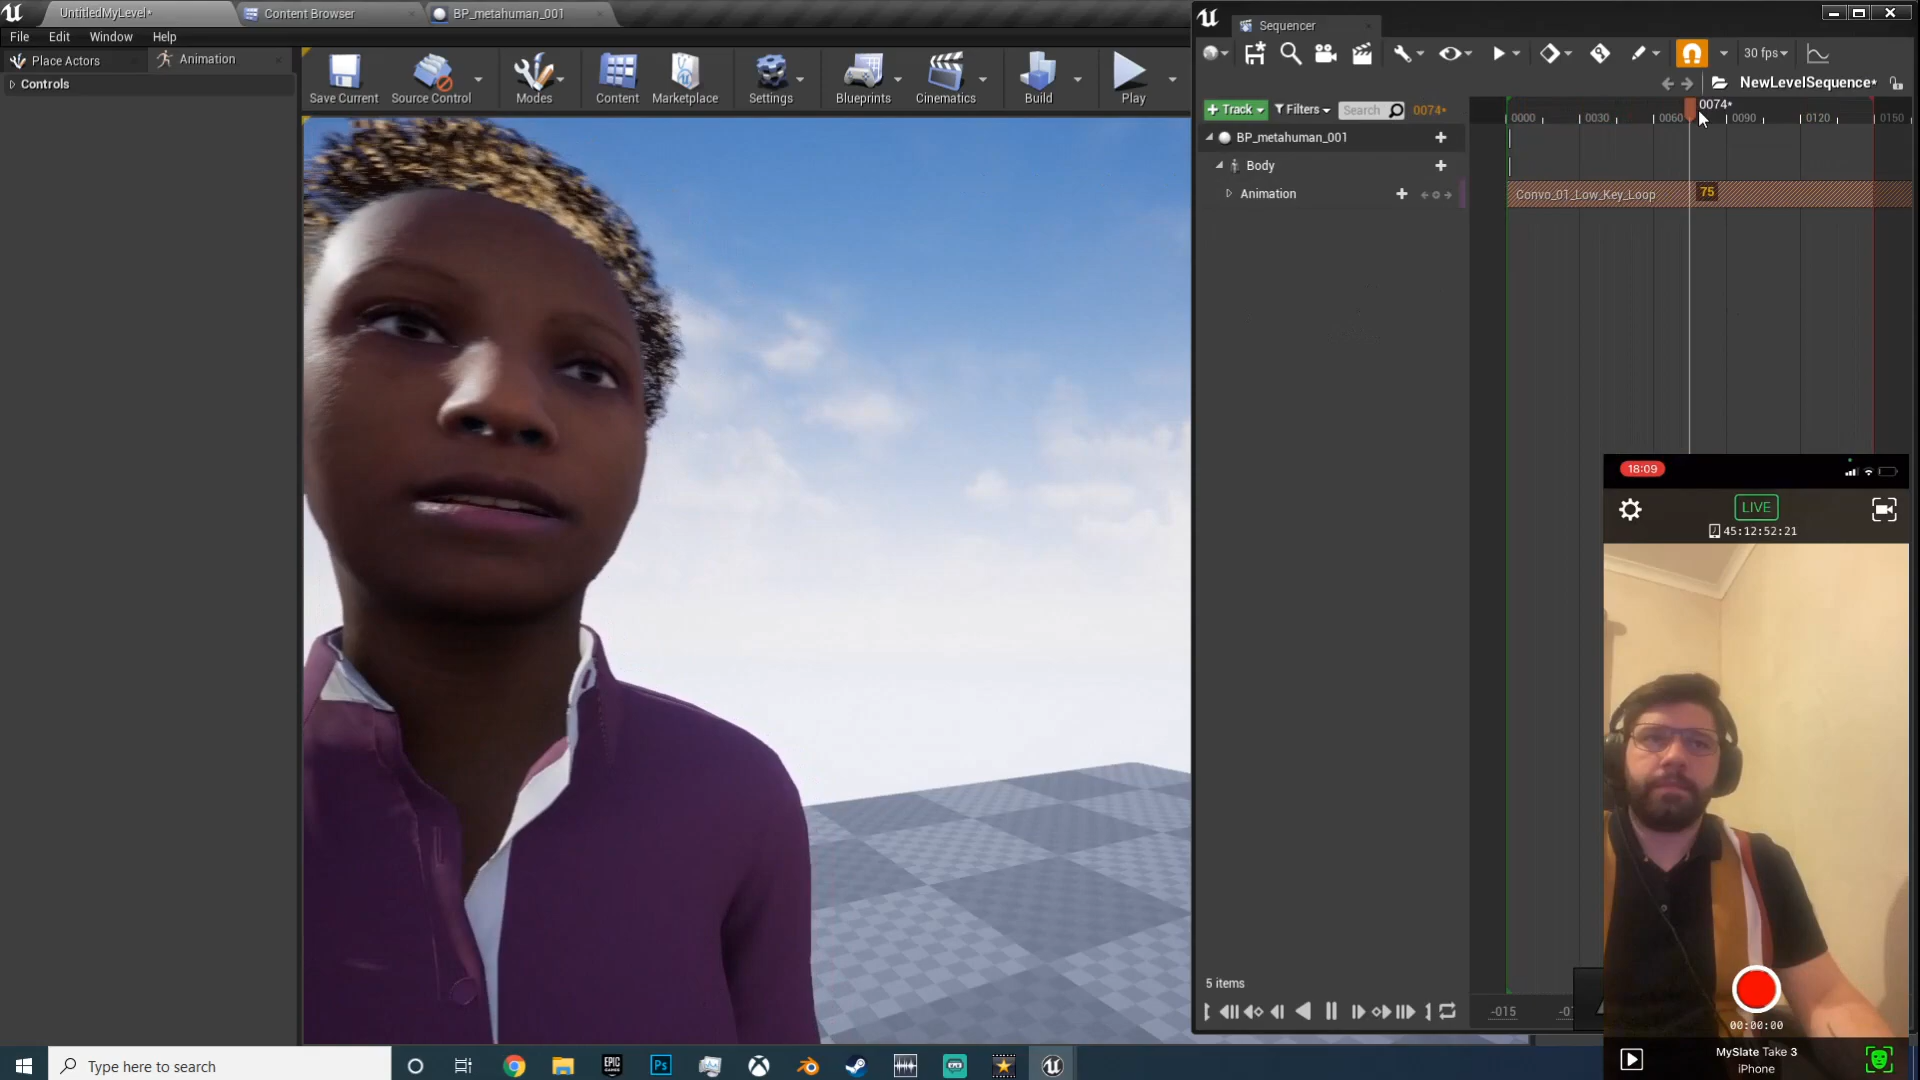 UntitledMyLevel*
Content Browser
BP_metahuman_001
Sequencer
File Edit Window Help
Place Actors
Animation
Controls
Save Current
Source Control
Modes
Content
Marketplace
Settings
Blueprints
Cinematics
Build
Play
30 fps
NewLevelSequence*
+ Track
Filters
Search
0074*
0074*
0000 0030 0060 0090 0120 0150
BP_metahuman_001
Body
Animation
Convo_01_Low_Key_Loop
75
5 items
-015
18:09
LIVE
45:12:52:21
00:00:00
MySlate Take 3
iPhone
Type here to search
EPIC GAMES
Ps